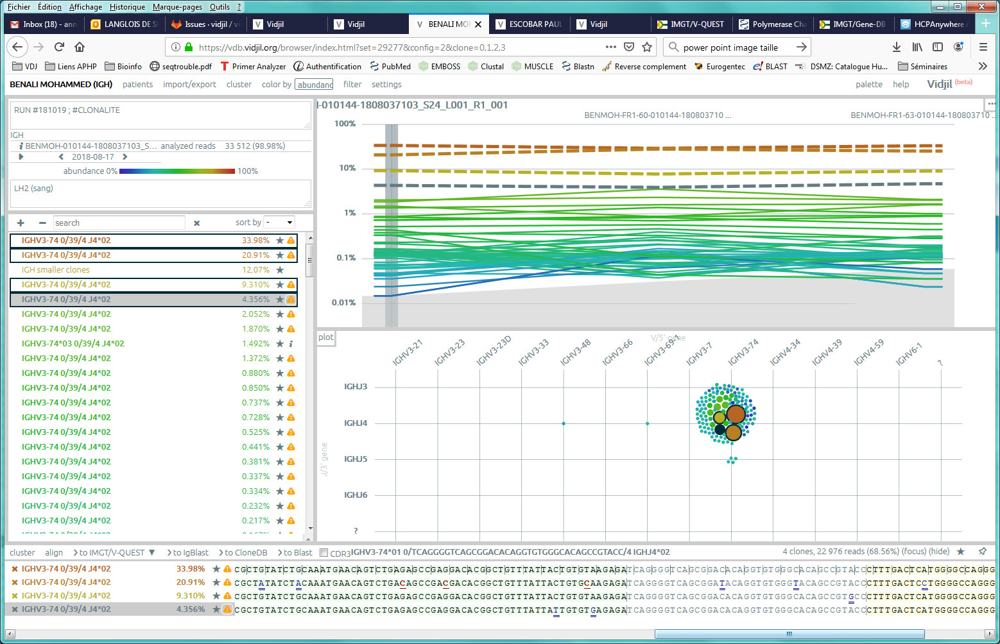 Fichier Édition Affichage Historique Marque-pages Outils ?
Inbox (18) - ann
LANGLOIS DE S
Issues · vidjil / vi
Vidjil
Vidjil
BENALI MO
ESCOBAR PAUL
Vidjil
IMGT/V-QUEST
Polymerase Cha
IMGT/Gene-DB
HCPAnywhere
https://vdb.vidjil.org/browser/index.html?set=29277&config=2&clone=0,1,2,3
power point image taille
VDJ Liens APHP Bioinfo seqtrouble.pdf Primer Analyzer Authentification PubMed EMBOSS Clustal MUSCLE Blastn Reverse complement Eurogentec BLAST DSMZ: Catalogue Hu... Séminaires
BENALI MOHAMMED (IGH) patients import/export cluster color by abundanc filter settings palette help Vidjil (beta)
RUN #181019 ; #CLONALITE
IGH
i BENMOH-010144-1808037103_S... analyzed reads 33 512 (98.98%)
2018-08-17
abundance 0% 100%
LH2 (sang)
+ – search × sort by -
IGHV3-74 0/39/4 J4*02 33.98%
IGHV3-74 0/39/4 J4*02 20.91%
IGH smaller clones 12.07%
IGHV3-74 0/39/4 J4*02 9.310%
IGHV3-74 0/39/4 J4*02 4.356%
IGHV3-74 0/39/4 J4*02 2.052%
IGHV3-74 0/39/4 J4*02 1.870%
IGHV3-74*03 0/39/4 J4*02 1.492% i
IGHV3-74 0/39/4 J4*02 1.372%
IGHV3-74 0/39/4 J4*02 0.880%
IGHV3-74 0/39/4 J4*02 0.850%
IGHV3-74 0/39/4 J4*02 0.737%
IGHV3-74 0/39/4 J4*02 0.728%
IGHV3-74 0/39/4 J4*02 0.525%
IGHV3-74 0/39/4 J4*02 0.441%
IGHV3-74 0/39/4 J4*02 0.381%
IGHV3-74 0/39/4 J4*02 0.337%
IGHV3-74 0/39/4 J4*02 0.334%
IGHV3-74 0/39/4 J4*02 0.232%
IGHV3-74 0/39/4 J4*02 0.217%
I-010144-1808037103_S24_L001_R1_001
BENMOH-FR1-60-010144-180803710 ...
BENMOH-FR1-63-010144-180803710 ...
100%
10%
1%
0.1%
0.01%
plot
V/5' gene
IGHV3-21 IGHV3-23 IGHV3-23D IGHV3-33 IGHV3-48 IGHV3-66 IGHV3-69-1 IGHV3-7 IGHV3-74 IGHV4-34 IGHV4-39 IGHV4-59 IGHV6-1 ?
J/3' gene
IGHJ3
IGHJ4
IGHJ5
IGHJ6
?
cluster align to IMGT/V-QUEST ▼ to IgBlast to CloneDB to Blast CDR3 IGHV3-74*01 0/TCAGGGGTCAGCGGACACAGGTGTGGGCACAGCCGTACC/4 IGHJ4*02 4 clones, 22 976 reads (68.56%) (focus) (hide)
IGHV3-74 0/39/4 J4*02 33.98% CGCTGTATCTGCAAATGAACAGTCTGAGAGCCGAGGACACGGCTGTTTATTACTGTGTAAGAGATCAGGGGTCAGCGGACACAGGTGTGGGCACAGCCGTACCCTTTGACTCATGGGGCCAGGG
IGHV3-74 0/39/4 J4*02 20.91% CGCTATATCTACAAATGAACAGTCTGACAGCCGACGACACGGCTGTTTATTACTGTGCAAGAGATCAGGGGTCAGCGGATACAGGTGTGGGTACAGCCGTACCCTTTGACTCCTGGGGCCAGGG
IGHV3-74 0/39/4 J4*02 9.310% CGCTGTATCTGCAAATGAACAGTCTGAGAGCCGAGGACACGGCTGTTTATTACTGTGTAAGAGATCAGGGGTCAGCGGACACAGGTGTGGGCACAGCCGTGCCCTTTGACTCATGGGGCCAGGG
IGHV3-74 0/39/4 J4*02 4.356% CGCTGTATCTGCAAATGAACAGTCTGAGAGCCGAGGACACGGCTGTTTATTATTGTGTGAGAGATCAGGGGTCAGCGGACACAGGTGTGGGCACAGCCGTACCCTTTGACTCATGGGGCCAGGG